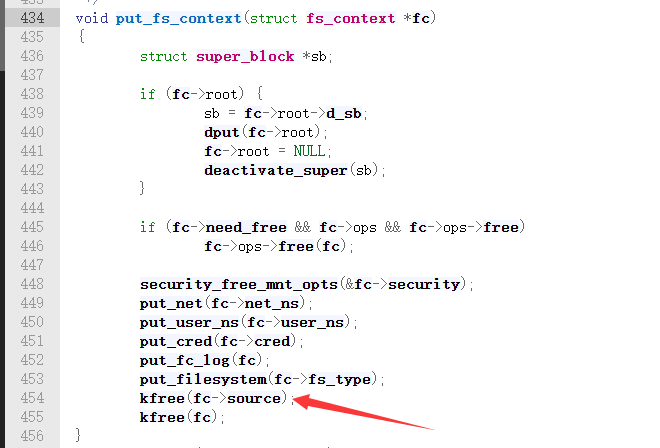 434 void put_fs_context(struct fs_context *fc)
435 {
436 struct super_block *sb;
437
438 if (fc->root) {
439 sb = fc->root->d_sb;
440 dput(fc->root);
441 fc->root = NULL;
442 deactivate_super(sb);
443 }
444
445 if (fc->need_free && fc->ops && fc->ops->free)
446 fc->ops->free(fc);
447
448 security_free_mnt_opts(&fc->security);
449 put_net(fc->net_ns);
450 put_user_ns(fc->user_ns);
451 put_cred(fc->cred);
452 put_fc_log(fc);
453 put_filesystem(fc->fs_type);
454 kfree(fc->source);
455 kfree(fc);
456 }